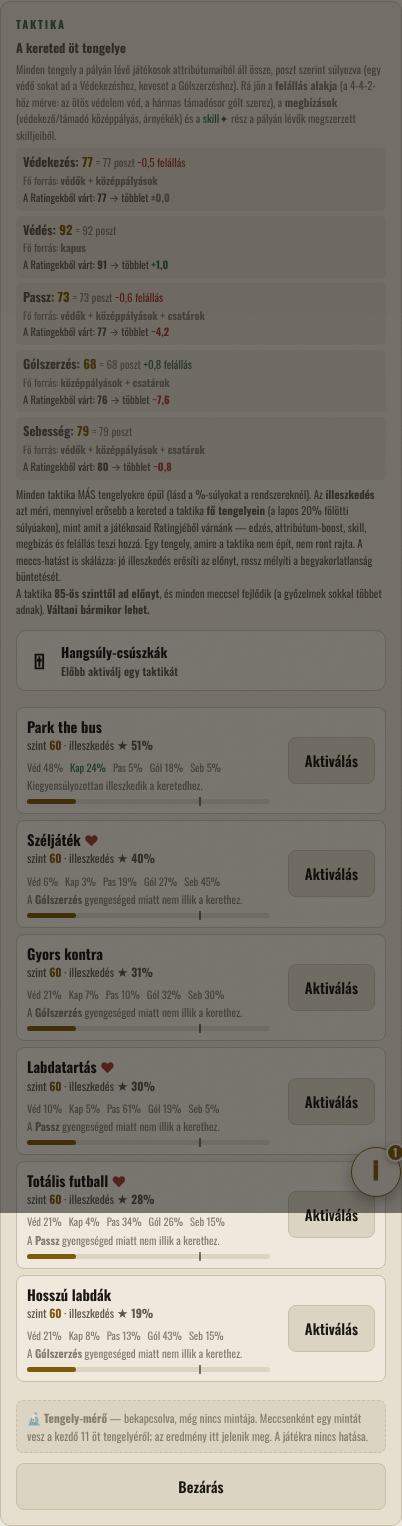 TAKTIKA
A kereted öt tengelye
Minden tengely a pályán lévő játékosok attribútumaiból áll össze, poszt szerint súlyozva (egy
védő sokat ad a Védekezéshez, keveset a Gólszerzéshez). Rá jön a felállás alakja (a 4-4-2-
höz mérve: az ötös védelem véd, a hármas támadósor gólt szerez), a megbízások
(védekező/támadó középpályás, árnyékék) és a skill✦ rész a pályán lévők megszerzett
skilljeiből.
Védekezés: 77 = 77 poszt −0,5 felállás
Fő forrás: védők + középpályások
A Ratingekből várt: 77 → többlet ±0,0
Védés: 92 = 92 poszt
Fő forrás: kapus
A Ratingekből várt: 91 → többlet +1,0
Passz: 73 = 73 poszt −0,6 felállás
Fő forrás: védők + középpályások + csatárok
A Ratingekből várt: 77 → többlet −4,2
Gólszerzés: 68 = 68 poszt +0,8 felállás
Fő forrás: középpályások + csatárok
A Ratingekből várt: 76 → többlet −7,6
Sebesség: 79 = 79 poszt
Fő forrás: védők + középpályások + csatárok
A Ratingekből várt: 80 → többlet −0,8
Minden taktika MÁS tengelyekre épül (lásd a %-súlyokat a rendszereknél). Az illeszkedés
azt méri, mennyivel erősebb a kereted a taktika fő tengelyein (a lapos 20% fölötti
súlyúakon), mint amit a játékosaid Ratingjéből várnánk — edzés, attribútum-boost, skill,
megbízás és felállás teszi hozzá. Egy tengely, amire a taktika nem épít, nem ront rajta. A
meccs-hatást is skálázza: jó illeszkedés erősíti az előnyt, rossz mélyíti a begyakorlatlanság
büntetését.
A taktika 85-ös szinttől ad előnyt, és minden meccsel fejlődik (a győzelmek sokkal többet
adnak). Váltani bármikor lehet.
Hangsúly-csúszkák
Előbb aktiválj egy taktikát
Park the bus
szint 60 · illeszkedés ★ 51%
Véd 48% Kap 24% Pas 5% Gól 18% Seb 5%
Kiegyensúlyozottan illeszkedik a keretedhez.
Aktiválás
Széljáték ♥
szint 60 · illeszkedés ★ 40%
Véd 6% Kap 3% Pas 19% Gól 27% Seb 45%
A Gólszerzés gyengeséged miatt nem illik a kerethez.
Aktiválás
Gyors kontra
szint 60 · illeszkedés ★ 31%
Véd 21% Kap 7% Pas 10% Gól 32% Seb 30%
A Gólszerzés gyengeséged miatt nem illik a kerethez.
Aktiválás
Labdatartás ♥
szint 60 · illeszkedés ★ 30%
Véd 10% Kap 5% Pas 61% Gól 19% Seb 5%
A Passz gyengeséged miatt nem illik a kerethez.
Aktiválás
1
Totális futball ♥
szint 60 · illeszkedés ★ 28%
Véd 21% Kap 4% Pas 34% Gól 26% Seb 15%
A Passz gyengeséged miatt nem illik a kerethez.
Aktiválás
Hosszú labdák
szint 60 · illeszkedés ★ 19%
Véd 21% Kap 8% Pas 13% Gól 43% Seb 15%
A Gólszerzés gyengeséged miatt nem illik a kerethez.
Aktiválás
🔬 Tengely-mérő — bekapcsolva, még nincs mintája. Meccsenként egy mintát
vesz a kezdő 11 öt tengelyéről; az eredmény itt jelenik meg. A játékra nincs hatása.
Bezárás